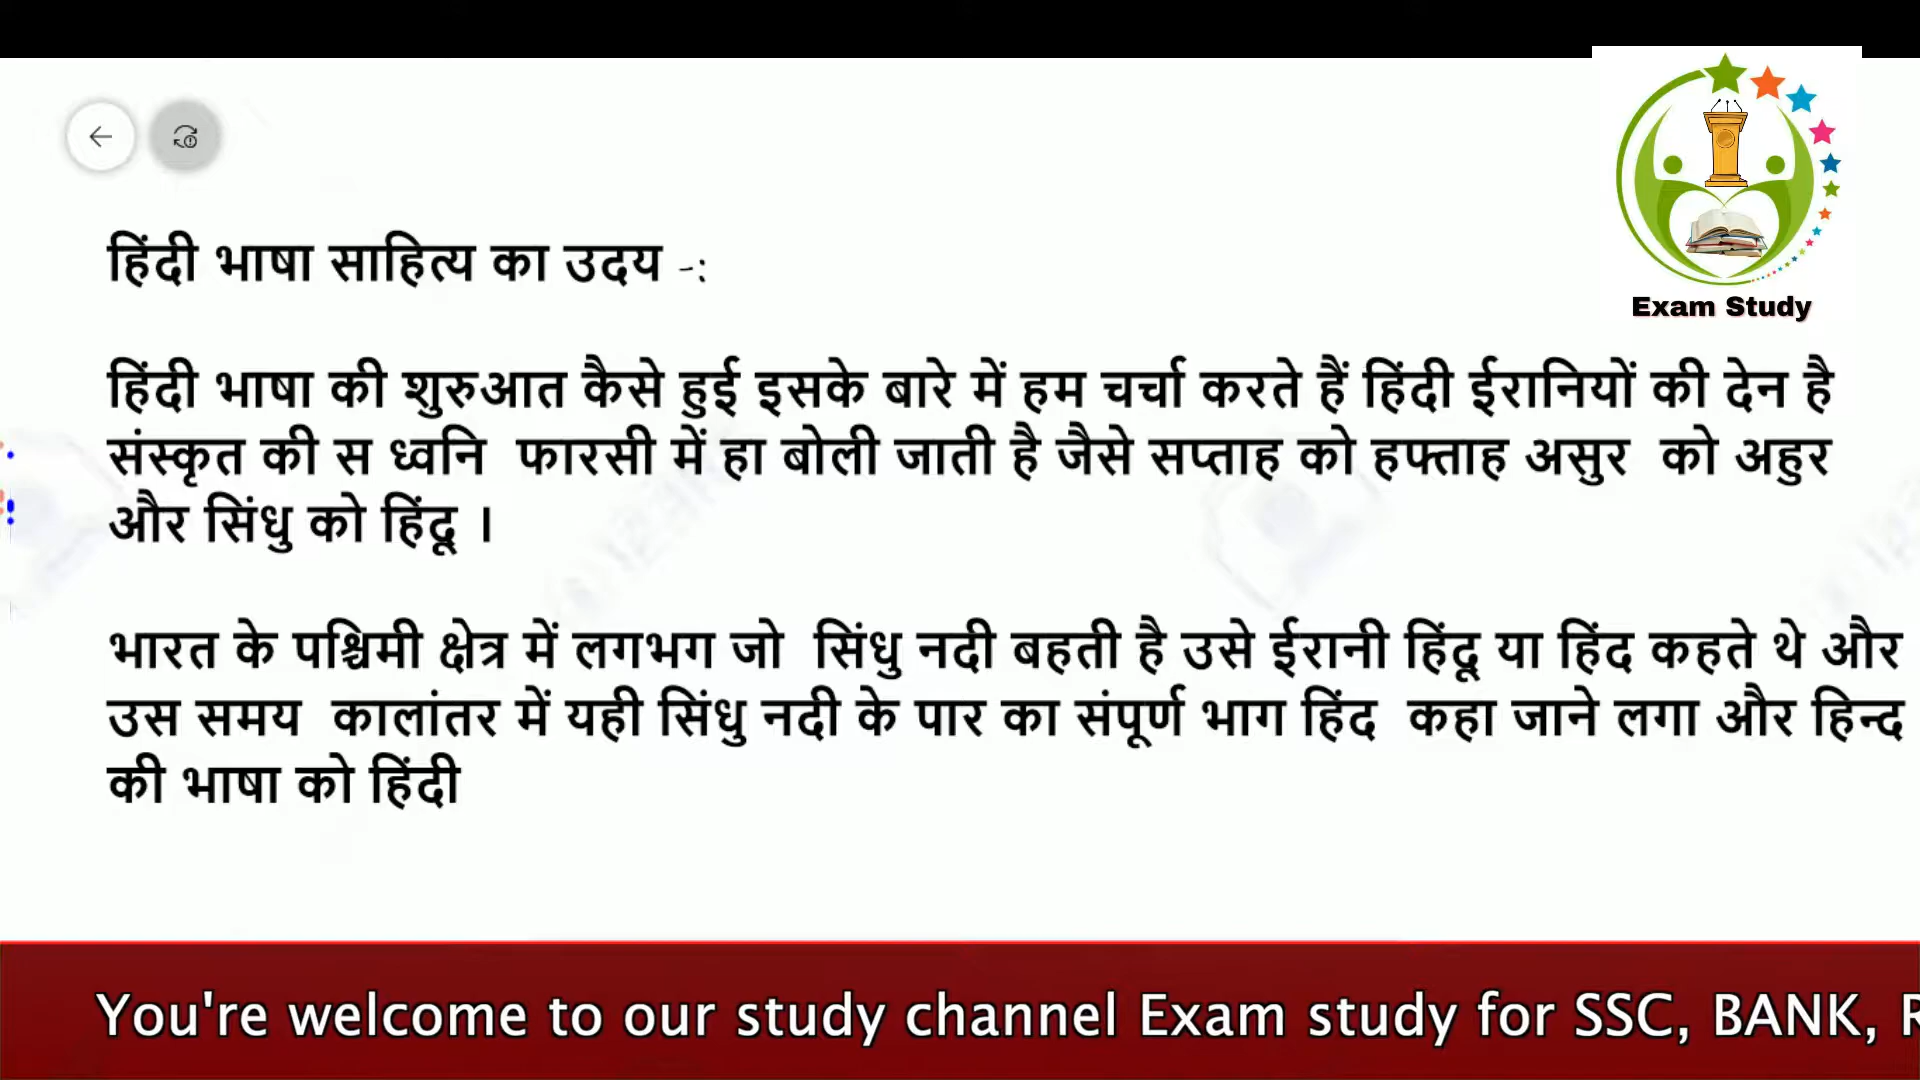 Exam Study
हिंदी भाषा साहित्य का उदय -:
हिंदी भाषा की शुरुआत कैसे हुई इसके बारे में हम चर्चा करते हैं हिंदी ईरानियों की देन है
संस्कृत की स ध्वनि फारसी में हा बोली जाती है जैसे सप्ताह को हफ्ताह असुर को अहुर
और सिंधु को हिंदू ।
भारत के पश्चिमी क्षेत्र में लगभग जो सिंधु नदी बहती है उसे ईरानी हिंदू या हिंद कहते थे और
उस समय कालांतर में यही सिंधु नदी के पार का संपूर्ण भाग हिंद कहा जाने लगा और हिन्द
की भाषा को हिंदी
You're welcome to our study channel Exam study for SSC, BANK,